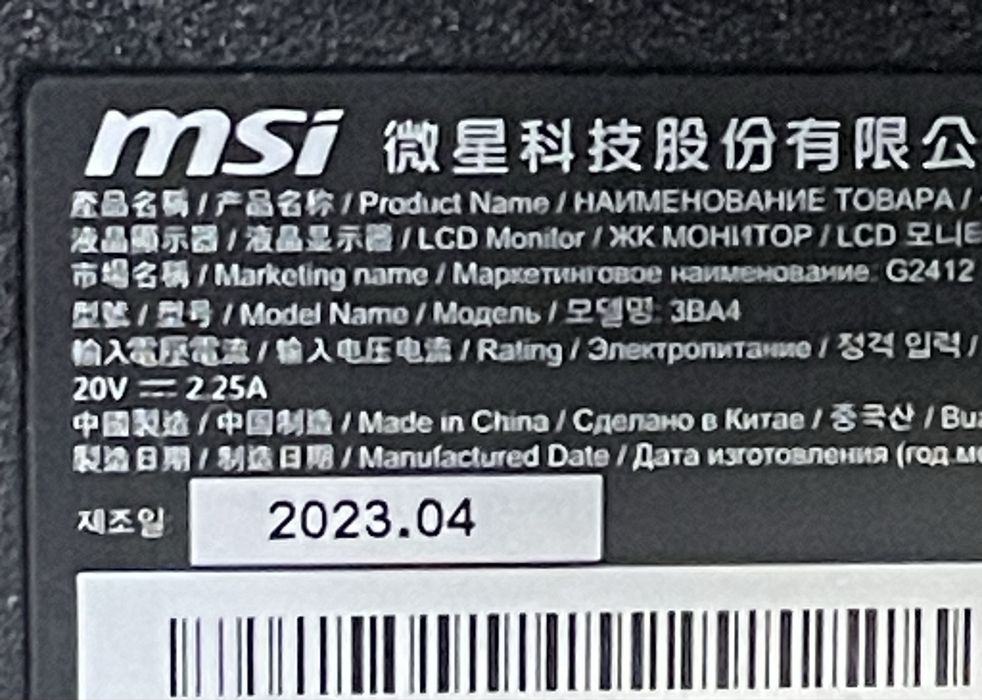 msi 微星科技股份有限公
產品名稱 / 产品名称 / Product Name / НАИМЕНОВАНИЕ ТОВАРА /
液晶顯示器 / 液晶显示器 / LCD Monitor / ЖК МОНИТОР / LCD 모니터
市場名稱 / Marketing name / Маркетинговое наименование: G2412
型號 / 型号 / Model Name / Модель / 모델명: 3BA4
輸入電壓電流 / 输入电压电流 / Rating / Электропитание / 정격 입력 /
20V ⎓ 2.25A
中國製造 / 中国制造 / Made in China / Сделано в Китае / 중국산 / Bu
製造日期 / 制造日期 / Manufactured Date / Дата изготовления (год
제조일 2023.04